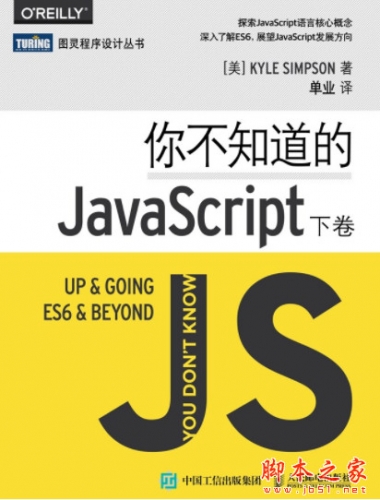 O'REILLY®
TURING 图灵程序设计丛书
探索JavaScript语言核心概念
深入了解ES6,展望JavaScript发展方向
[美] KYLE SIMPSON 著
单业 译
你不知道的
JavaScript 下卷
UP & GOING
ES6 & BEYOND
JS
YOU DON'T KNOW
中国工信出版集团
脚本之家
www.jb51.net